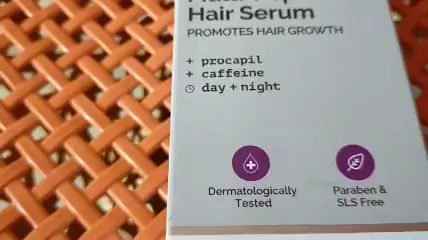 Hair Serum
PROMOTES HAIR GROWTH
+ procapil
+ caffeine
day + night
Dermatologically
Tested
Paraben &
SLS Free